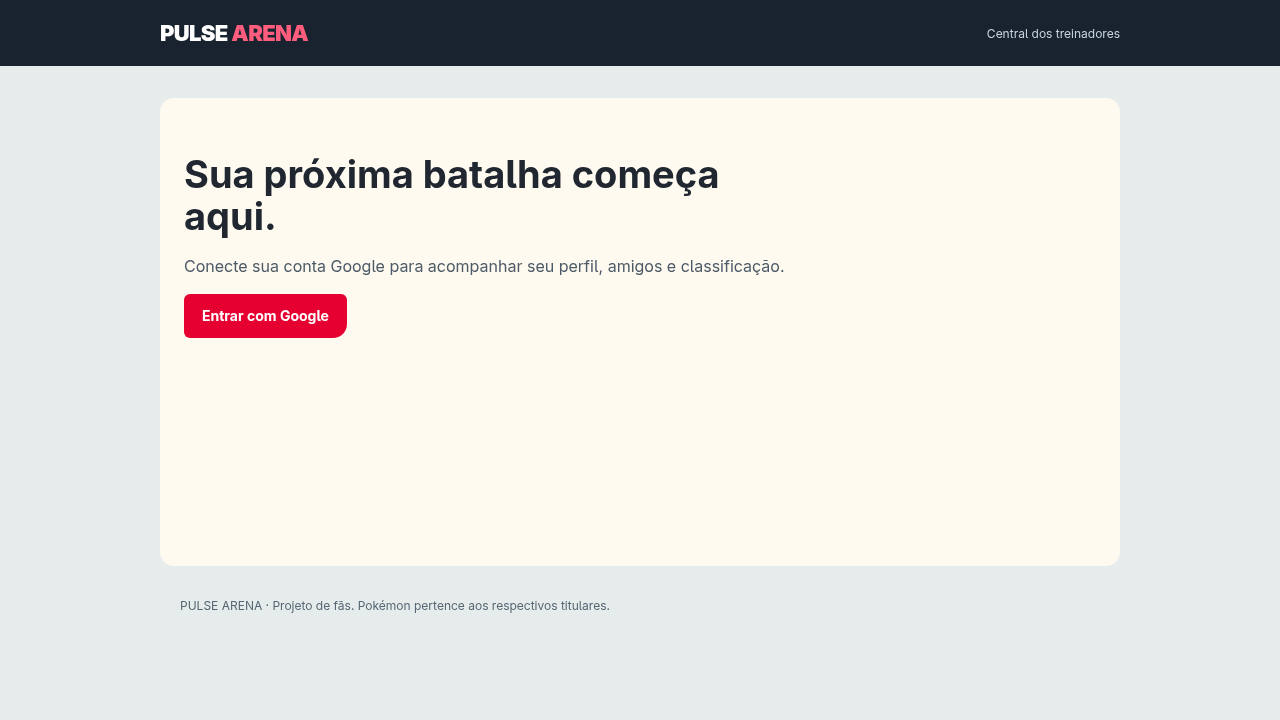 PULSE ARENA
Central dos treinadores
Sua próxima batalha começa
aqui.
Conecte sua conta Google para acompanhar seu perfil, amigos e classificação.
Entrar com Google
PULSE ARENA · Projeto de fãs. Pokémon pertence aos respectivos titulares.